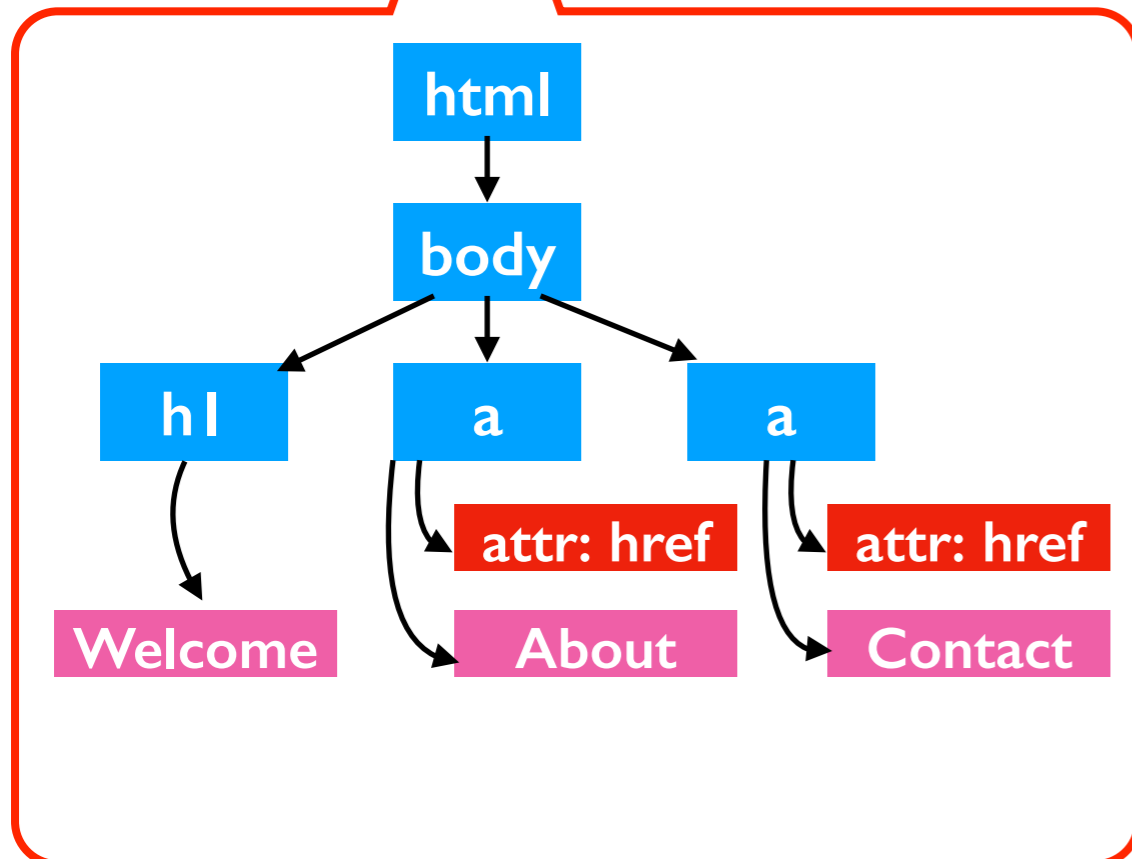 html
body
h1
a
a
attr: href
attr: href
Welcome
About
Contact